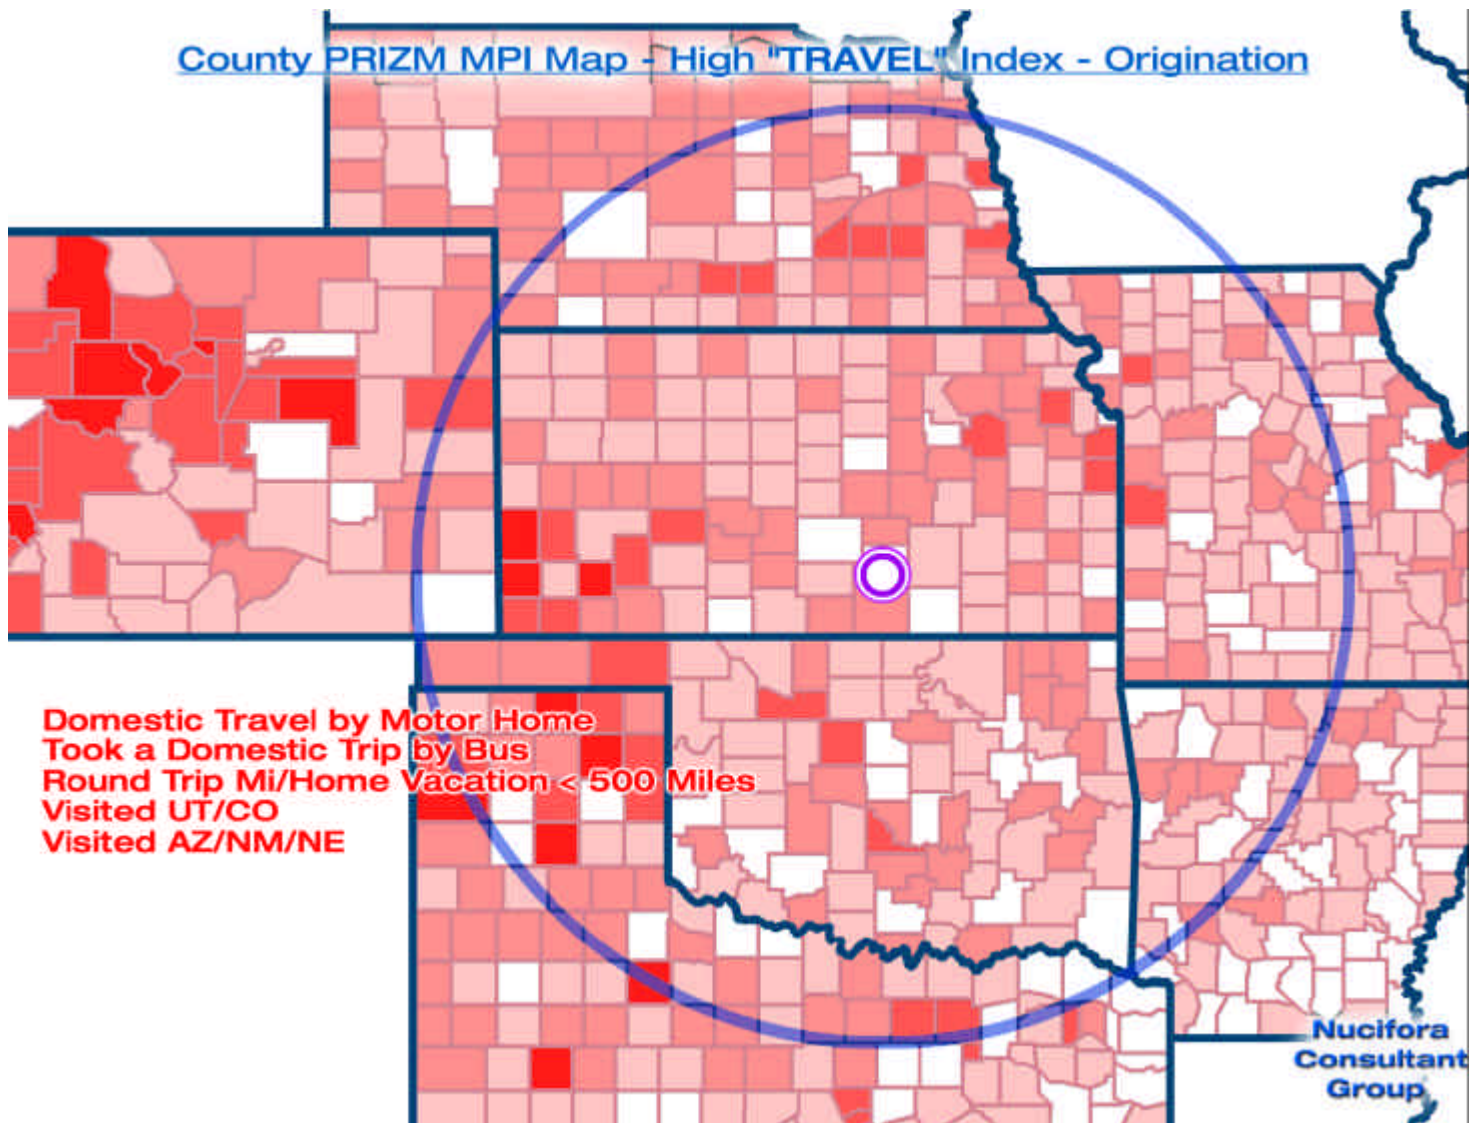 County PRIZM MPI Map - High "TRAVEL" Index - Origination
Domestic Travel by Motor Home
Took a Domestic Trip by Bus
Round Trip Mi/Home Vacation < 500 Miles
Visited UT/CO
Visited AZ/NM/NE
Nucifora
Consultant
Group